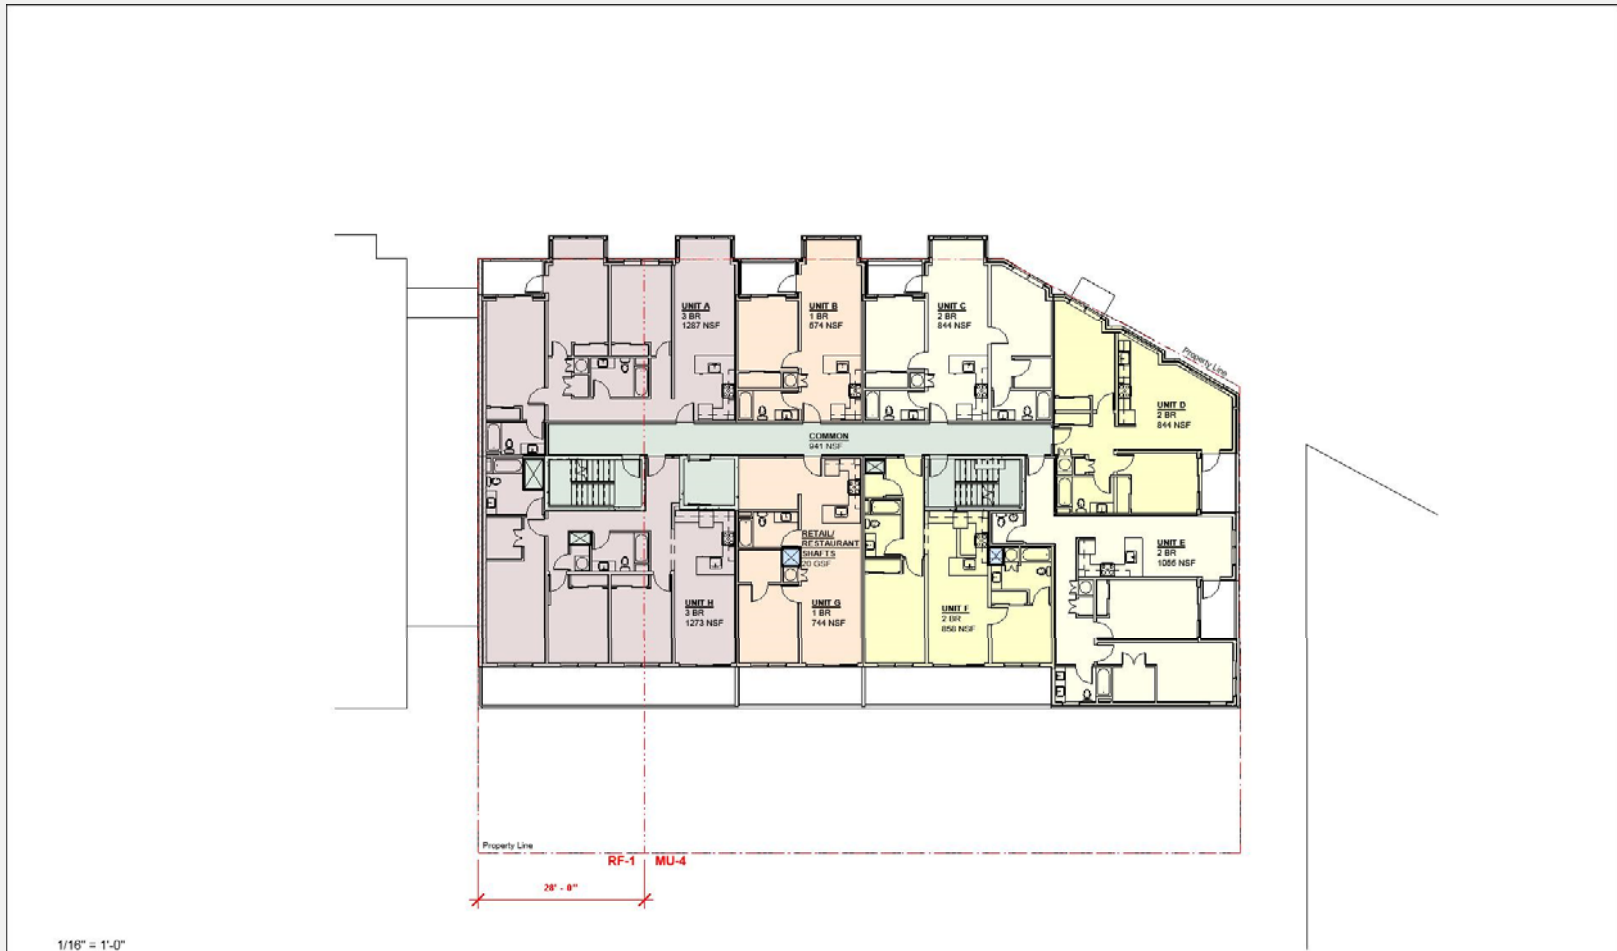 UNIT A
3 BR
1287 NSF
UNIT B
1 BR
674 NSF
UNIT C
2 BR
844 NSF
Property Line
UNIT D
2 BR
844 NSF
COMMON
941 NSF
RETAIL/
RESTAURANT
SHAFTS
20 GSF
UNIT E
2 BR
1086 NSF
UNIT H
3 BR
1273 NSF
UNIT G
1 BR
744 NSF
UNIT F
2 BR
858 NSF
Property Line
RF-1 MU-4
28' - 0"
1/16" = 1'-0"